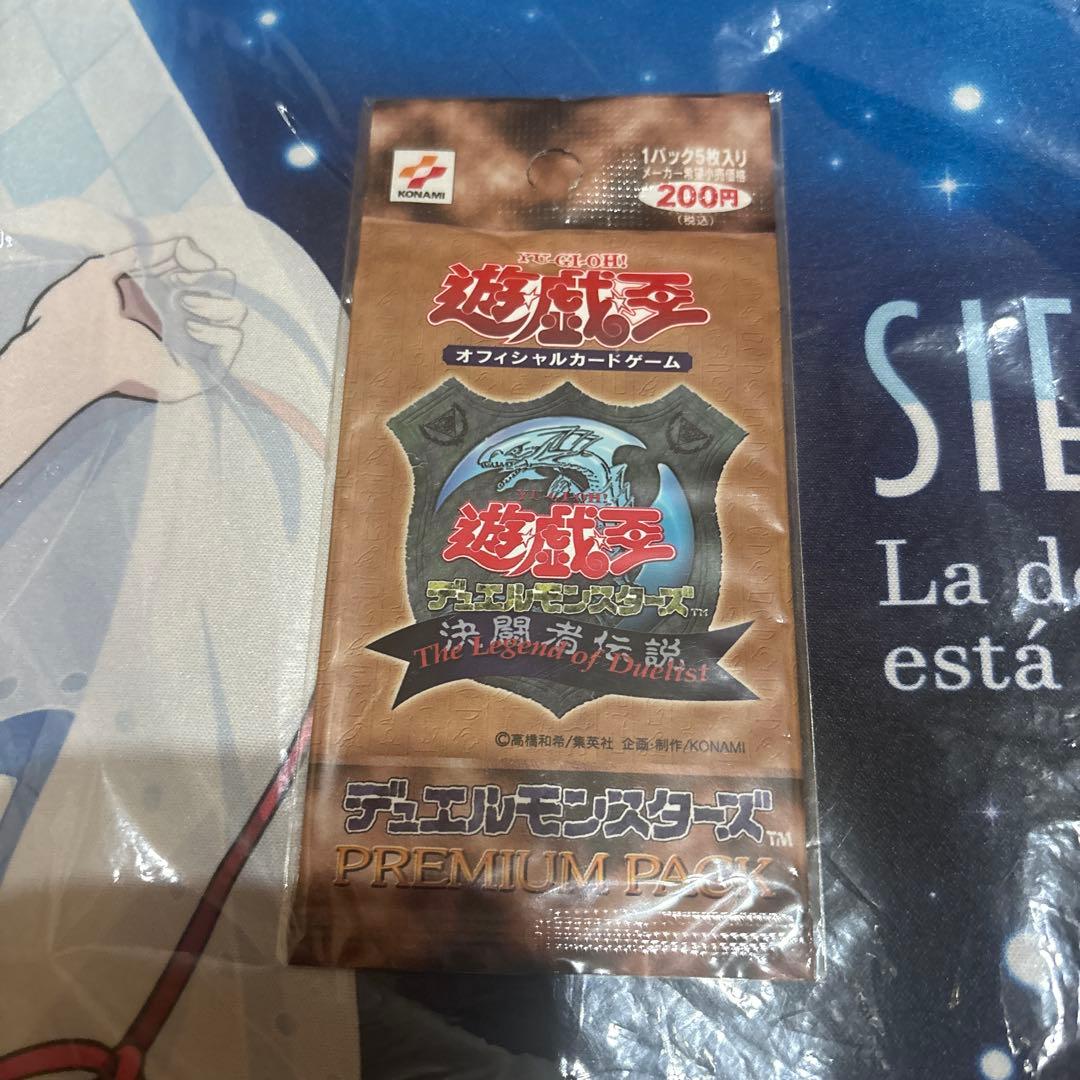 KONAMI
1パック5枚入り
メーカー希望小売価格
200円
(税込)
YU-GI-OH!
遊☆戯☆王
オフィシャルカードゲーム
YU-GI-OH!
遊☆戯☆王
デュエルモンスターズ™
決闘者伝説
The Legend of Duelist
©高橋和希/集英社 企画・制作/KONAMI
デュエルモンスターズ™
PREMIUM PACK
SIE
La de
está